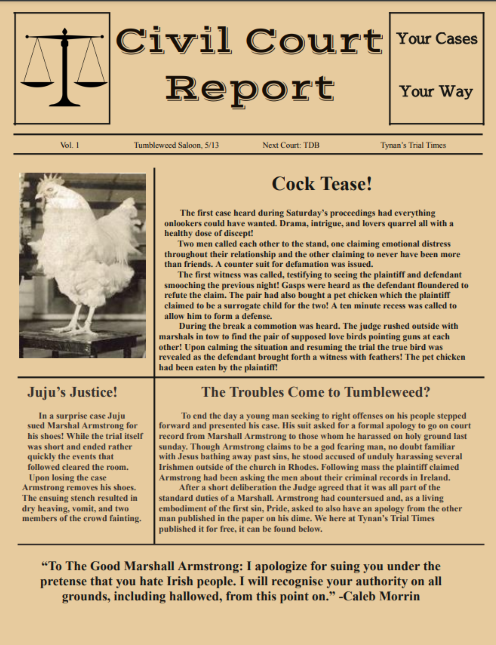 Civil Court
Report
Your Cases
Your Way
Vol. 1
Tumbleweed Saloon, 5/13
Next Court: TDB
Tynan's Trial Times
Cock Tease!
The first case heard during Saturday's proceedings had everything
onlookers could have wanted. Drama, intrigue, and lovers quarrel all with a
healthy dose of discept!
Two men called each other to the stand, one claiming emotional distress
throughout their relationship and the other claiming to never have been more
than friends. A counter suit for defamation was issued.
The first witness was called, testifying to seeing the plaintiff and defendant
smooching the previous night! Gasps were heard as the defendant floundered to
refute the claim. The pair had also bought a pet chicken which the plaintiff
claimed to be a surrogate child for the two! A ten minute recess was called to
allow him to form a defense.
During the break a commotion was heard. The judge rushed outside with
marshals in tow to find the pair of supposed love birds pointing guns at each
other! Upon calming the situation and resuming the trial the true bird was
revealed as the defendant brought forth a witness with feathers! The pet chicken
had been eaten by the plaintiff!
Juju's Justice!
In a surprise case Juju
sued Marshal Armstrong for
his shoes! While the trial itself
was short and ended rather
quickly the events that
followed cleared the room.
Upon losing the case
Armstrong removes his shoes.
The ensuing stench resulted in
dry heaving, vomit, and two
members of the crowd fainting.
The Troubles Come to Tumbleweed?
To end the day a young man seeking to right offenses on his people stepped
forward and presented his case. His suit asked for a formal apology to go on court
record from Marshall Armstrong to those whom he harassed on holy ground last
sunday. Though Armstrong claims to be a god fearing man, no doubt familiar
with Jesus bathing away past sins, he stood accused of unduly harassing several
Irishmen outside of the church in Rhodes. Following mass the plaintiff claimed
Armstrong had been asking the men about their criminal records in Ireland.
After a short deliberation the Judge agreed that it was all part of the
standard duties of a Marshall. Armstrong had countersued and, as a living
embodiment of the first sin, Pride, asked to also have an apology from the other
man published in the paper on his dime. We here at Tynan's Trial Times
published it for free, it can be found below.
"To The Good Marshall Armstrong: I apologize for suing you under the
pretense that you hate Irish people. I will recognise your authority on all
grounds, including hallowed, from this point on." -Caleb Morrin